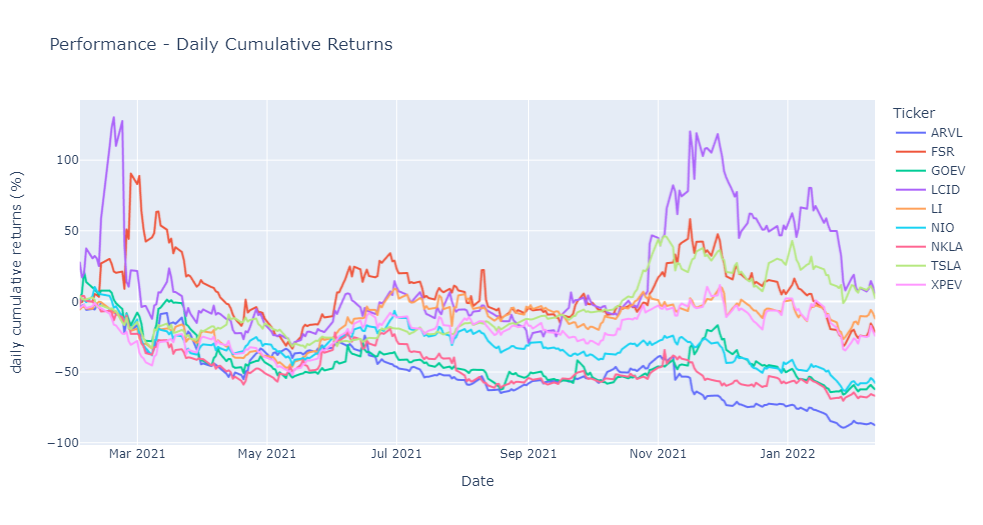 Performance - Daily Cumulative Returns
daily cumulative returns (%)
100
50
0
−50
−100
Mar 2021
May 2021
Jul 2021
Sep 2021
Nov 2021
Jan 2022
Date
Ticker
ARVL
FSR
GOEV
LCID
LI
NIO
NKLA
TSLA
XPEV